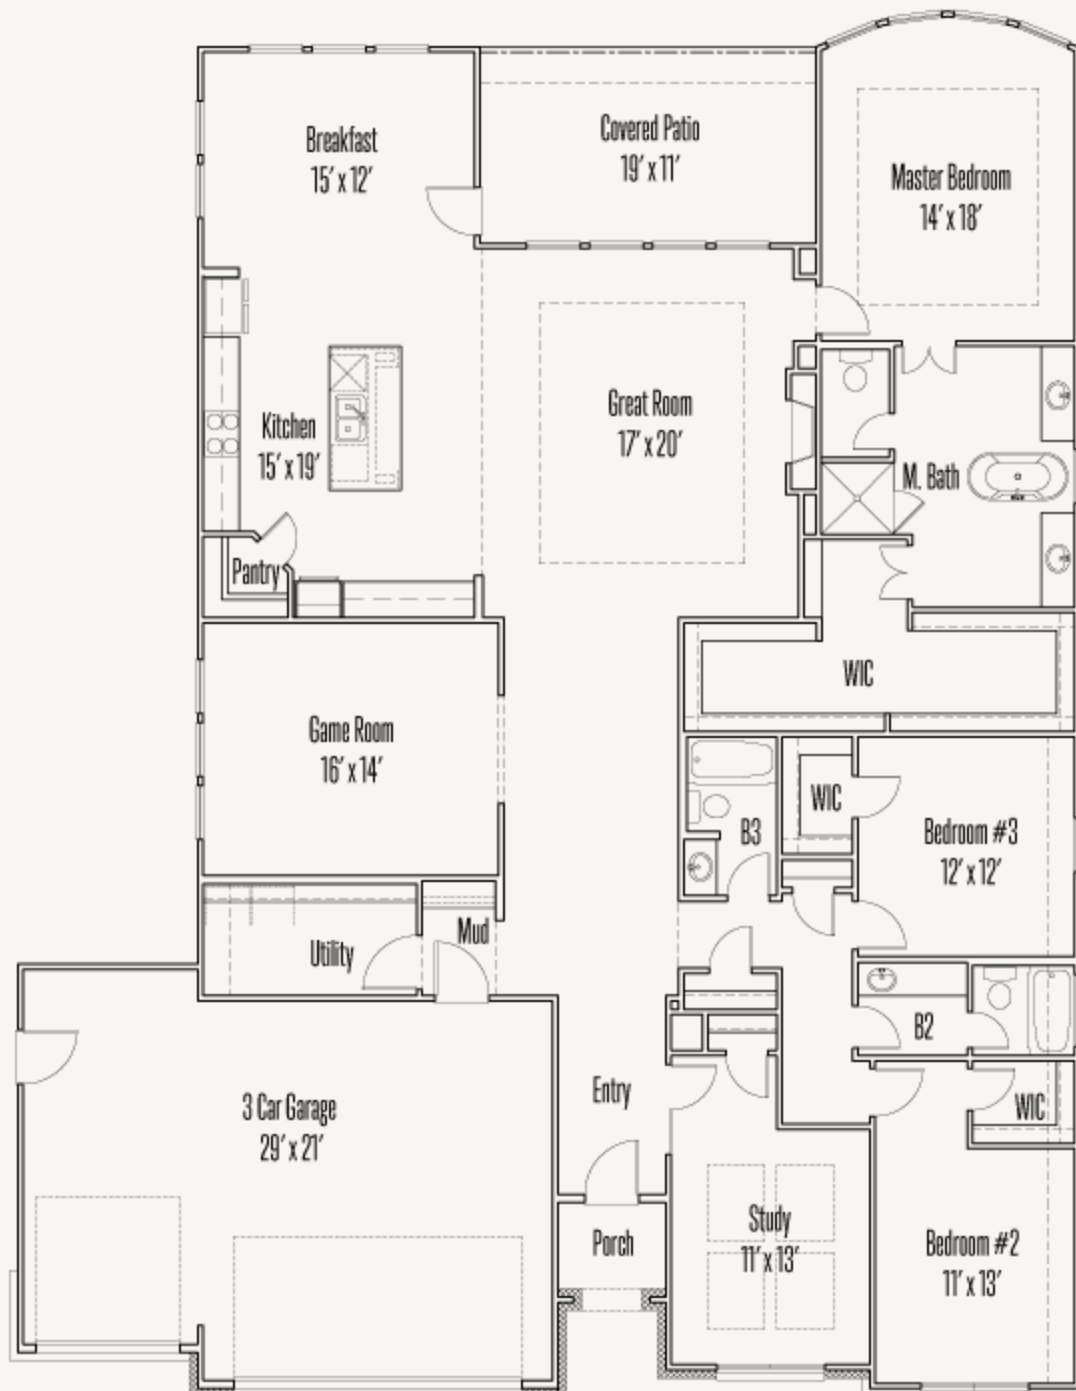 Breakfast
15' x 12'
Covered Patio
19' x 11'
Master Bedroom
14' x 18'
Kitchen
15' x 19'
Great Room
17' x 20'
M. Bath
Pantry
WIC
Game Room
16' x 14'
WIC
B3
Bedroom #3
12' x 12'
Mud
Utility
B2
Entry
WIC
3 Car Garage
29' x 21'
Study
11' x 13'
Porch
Bedroom #2
11' x 13'